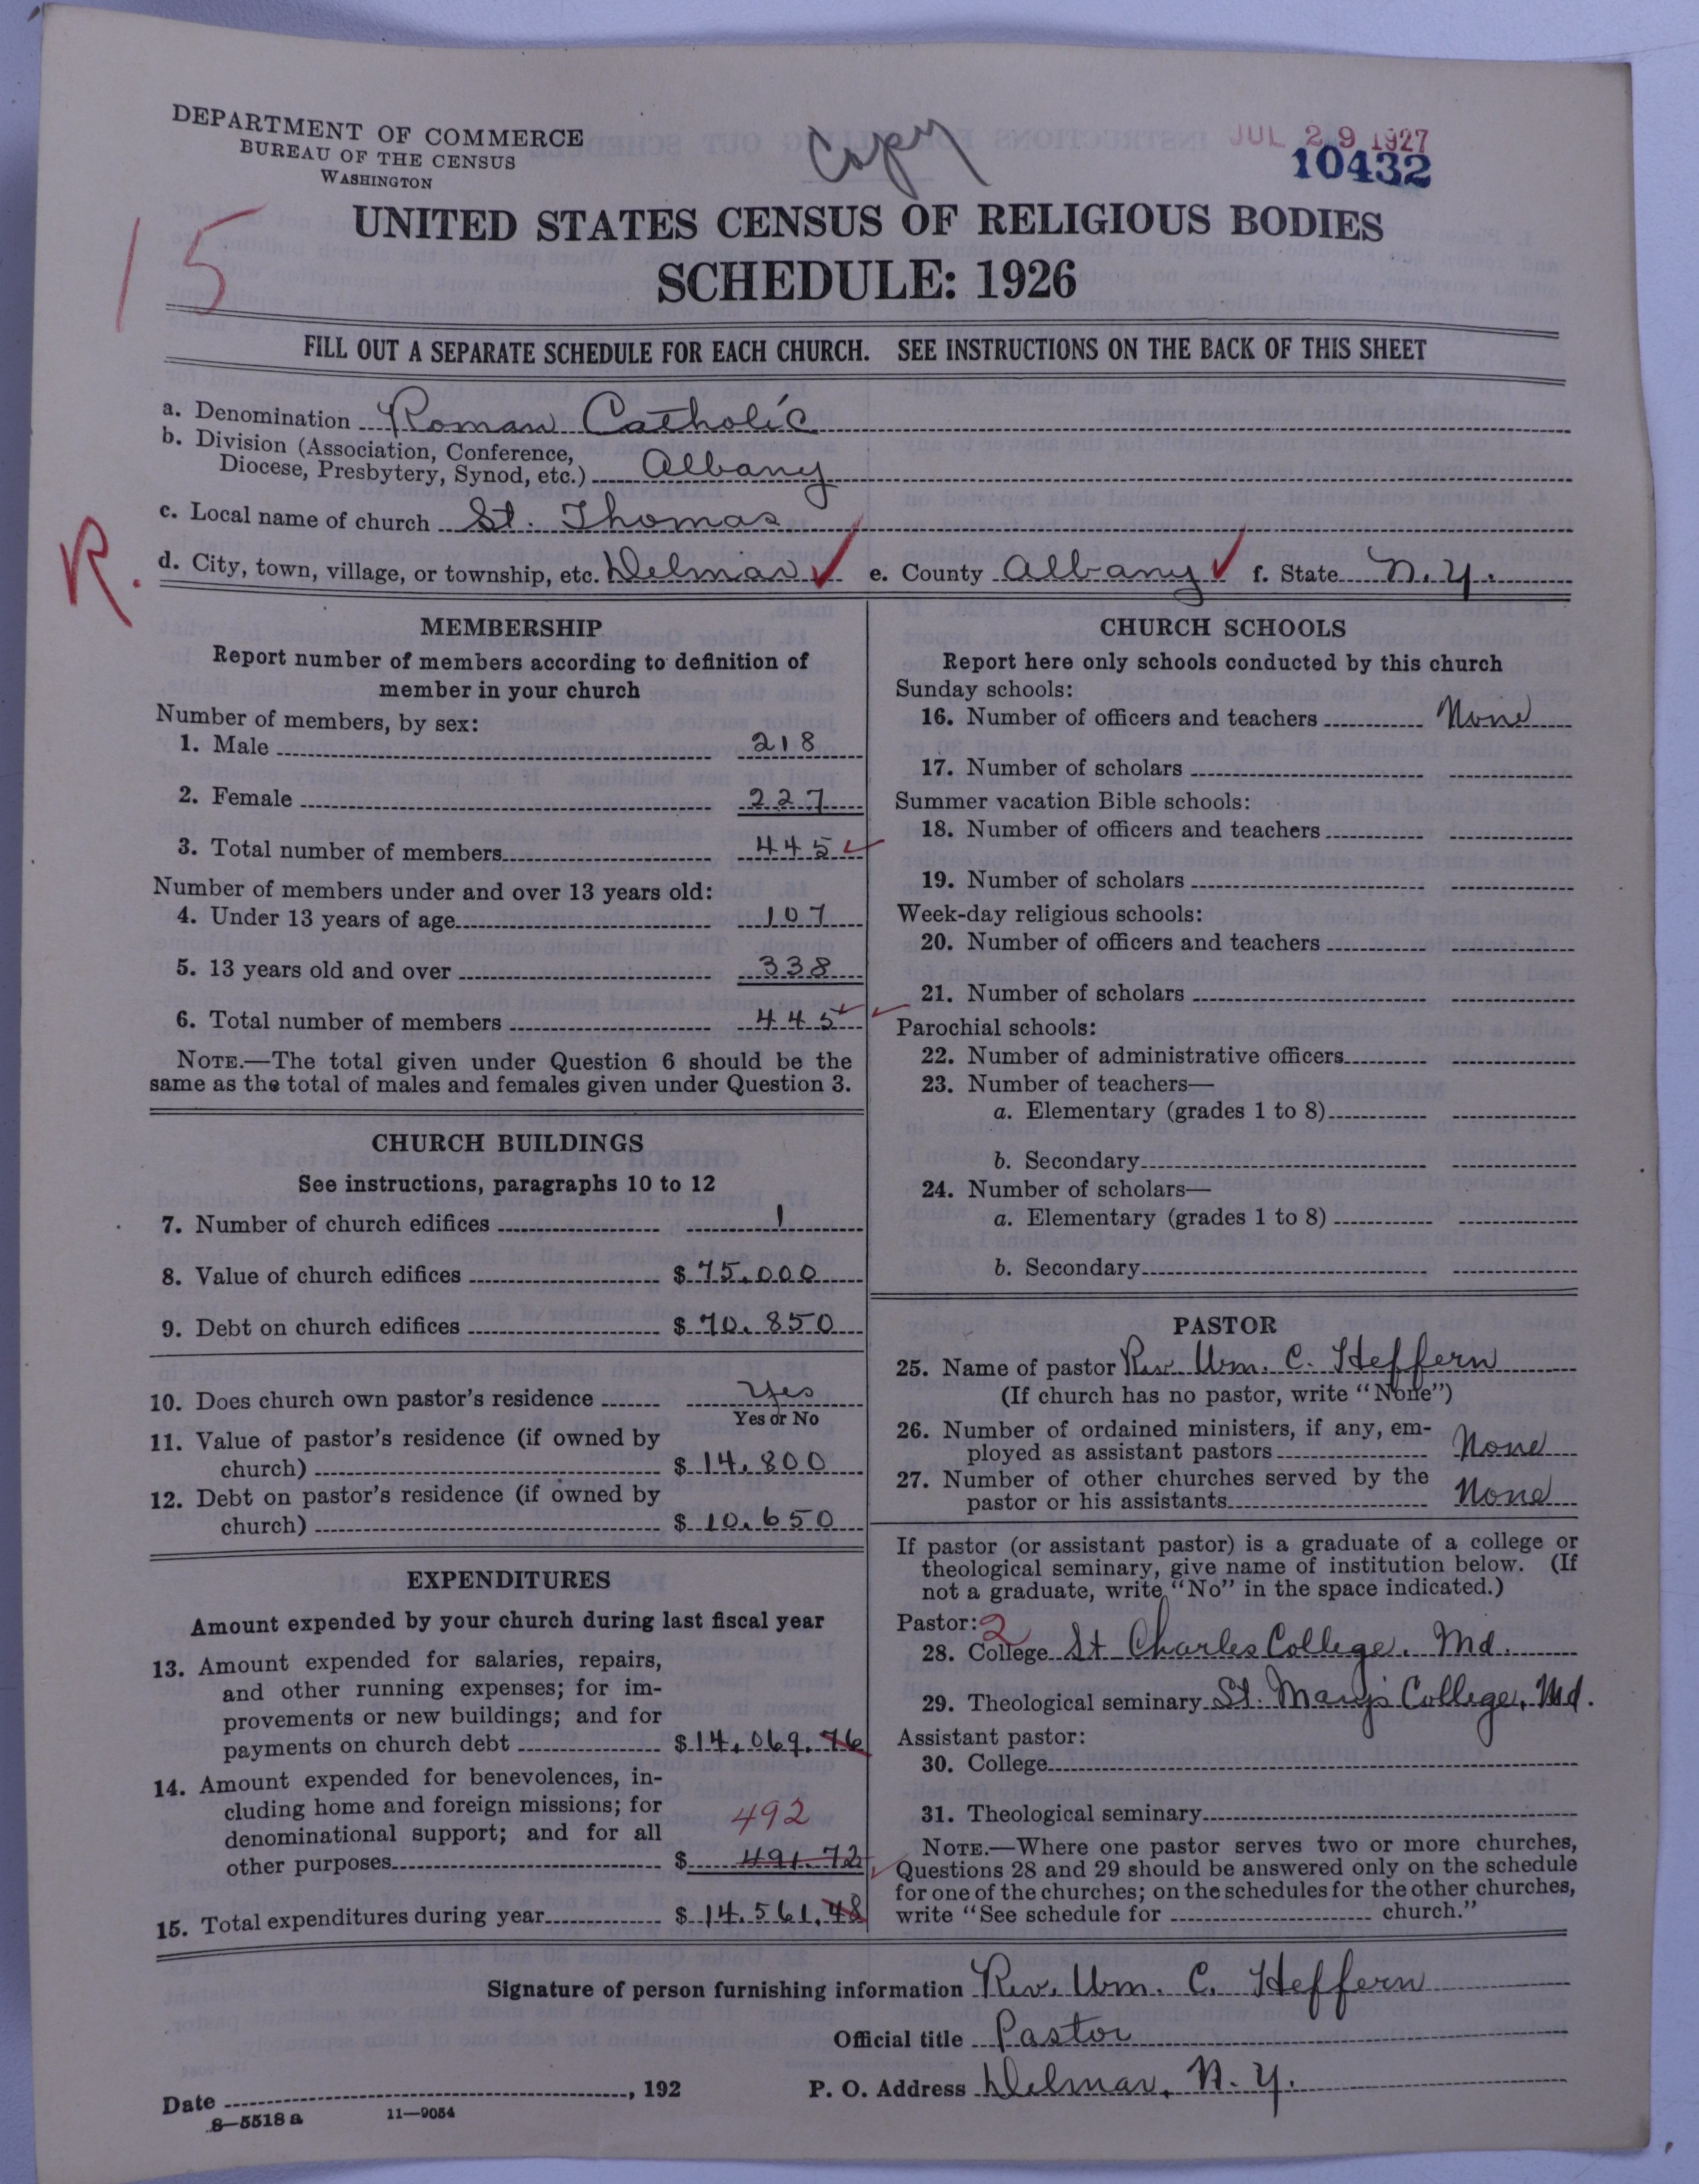 DEPARTMENT OF COMMERCE
BUREAU OF THE CENSUS
WASHINGTON
Copy
JUL 29 1927
10432
15
UNITED STATES CENSUS OF RELIGIOUS BODIES
SCHEDULE: 1926
FILL OUT A SEPARATE SCHEDULE FOR EACH CHURCH. SEE INSTRUCTIONS ON THE BACK OF THIS SHEET
a. Denomination Roman Catholic
b. Division (Association, Conference,
Diocese, Presbytery, Synod, etc.) Albany
c. Local name of church St. Thomas
R.
d. City, town, village, or township, etc. Delmar e. County Albany f. State N.Y.
MEMBERSHIP
Report number of members according to definition of
member in your church
Number of members, by sex:
1. Male 218
2. Female 227
3. Total number of members 445
Number of members under and over 13 years old:
4. Under 13 years of age 107
5. 13 years old and over 338
6. Total number of members 445
NOTE.—The total given under Question 6 should be the
same as the total of males and females given under Question 3.
CHURCH BUILDINGS
See instructions, paragraphs 10 to 12
7. Number of church edifices 1
8. Value of church edifices $ 75.000
9. Debt on church edifices $ 70.850
10. Does church own pastor's residence Yes
Yes or No
11. Value of pastor's residence (if owned by
church) $ 14.800
12. Debt on pastor's residence (if owned by
church) $ 10.650
EXPENDITURES
Amount expended by your church during last fiscal year
13. Amount expended for salaries, repairs,
and other running expenses; for im-
provements or new buildings; and for
payments on church debt $ 14.069.76
14. Amount expended for benevolences, in-
cluding home and foreign missions; for
denominational support; and for all
492
other purposes $ 491.72
15. Total expenditures during year $ 14.561.48
CHURCH SCHOOLS
Report here only schools conducted by this church
Sunday schools:
16. Number of officers and teachers None
17. Number of scholars
Summer vacation Bible schools:
18. Number of officers and teachers
19. Number of scholars
Week-day religious schools:
20. Number of officers and teachers
21. Number of scholars
Parochial schools:
22. Number of administrative officers
23. Number of teachers—
a. Elementary (grades 1 to 8)
b. Secondary
24. Number of scholars—
a. Elementary (grades 1 to 8)
b. Secondary
PASTOR
25. Name of pastor Rev. Wm. C. Heffern
(If church has no pastor, write "None")
26. Number of ordained ministers, if any, em-
ployed as assistant pastors None
27. Number of other churches served by the
pastor or his assistants None
If pastor (or assistant pastor) is a graduate of a college or
theological seminary, give name of institution below. (If
not a graduate, write "No" in the space indicated.)
Pastor: 2
28. College St Charles College. Md.
29. Theological seminary St. Mary's College, Md.
Assistant pastor:
30. College
31. Theological seminary
NOTE.—Where one pastor serves two or more churches,
Questions 28 and 29 should be answered only on the schedule
for one of the churches; on the schedules for the other churches,
write "See schedule for church."
Signature of person furnishing information Rev. Wm. C. Heffern
Official title Pastor
Date , 192 P. O. Address Delmar, N.Y.
8—5518 a 11—9054